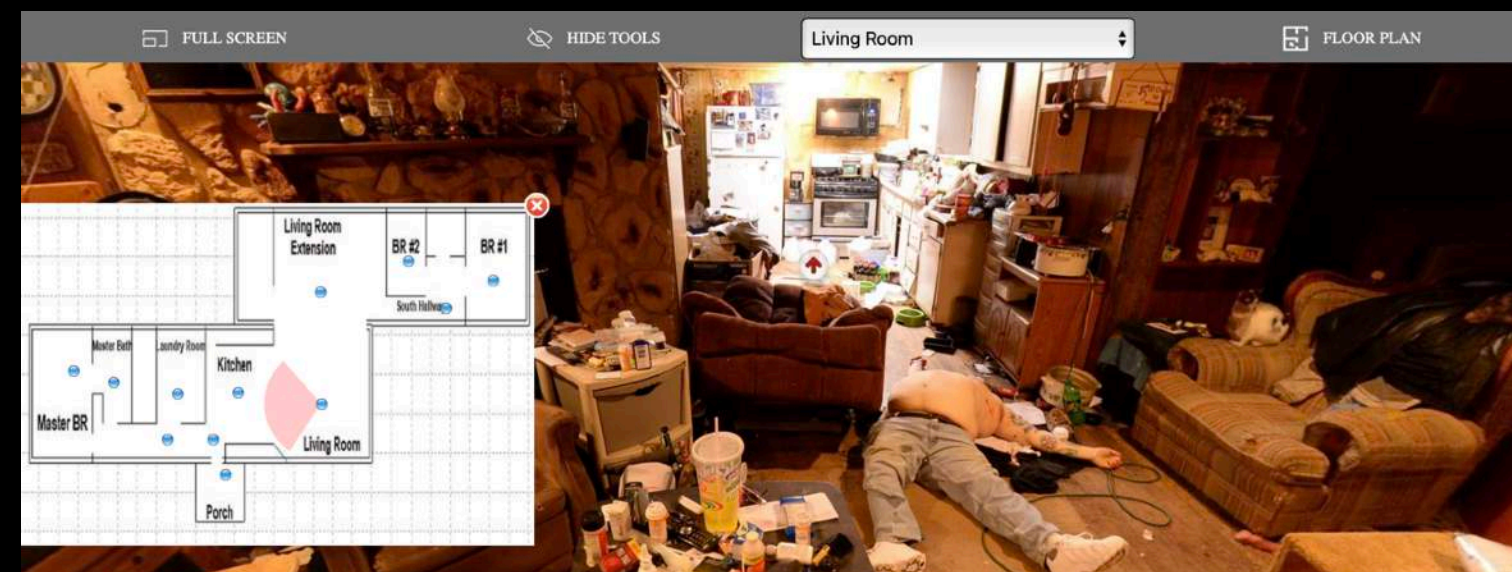 FULL SCREEN
HIDE TOOLS
Living Room
FLOOR PLAN
Living Room
Extension
BR #2
BR #1
South Hallway
Master Bath
Laundry Room
Kitchen
Master BR
Living Room
Porch